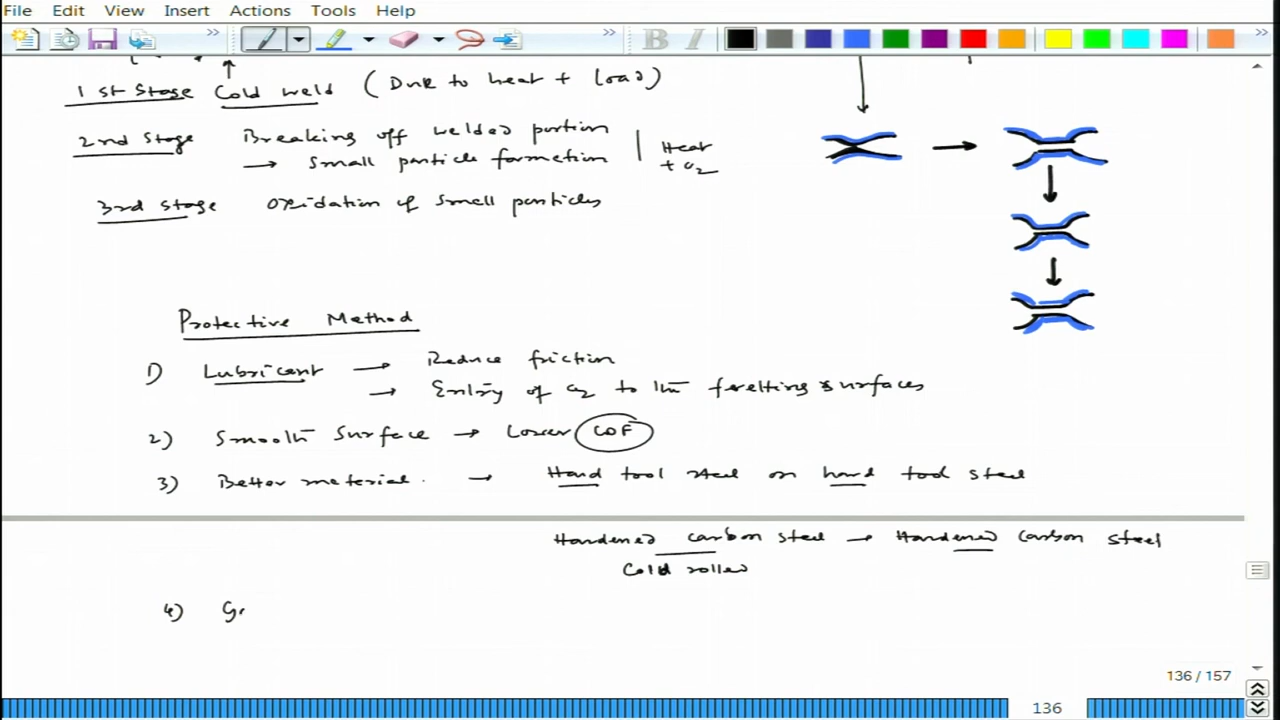 File Edit View Insert Actions Tools Help
B I
1st Stage Cold weld (Due to heat + load)
2nd Stage Breaking off welded portion
→ Small particle formation | Heat + O2
3rd Stage Oxidation of small particles
Protective Method
1) Lubricant → Reduce friction
→ Entry of O2 to the fretting surfaces
2) Smooth Surface → Lower COF
3) Better material. → Hard tool steel on hard tool steel
Hardened carbon steel → Hardened carbon steel
Cold rolled
4)
136 / 157
136